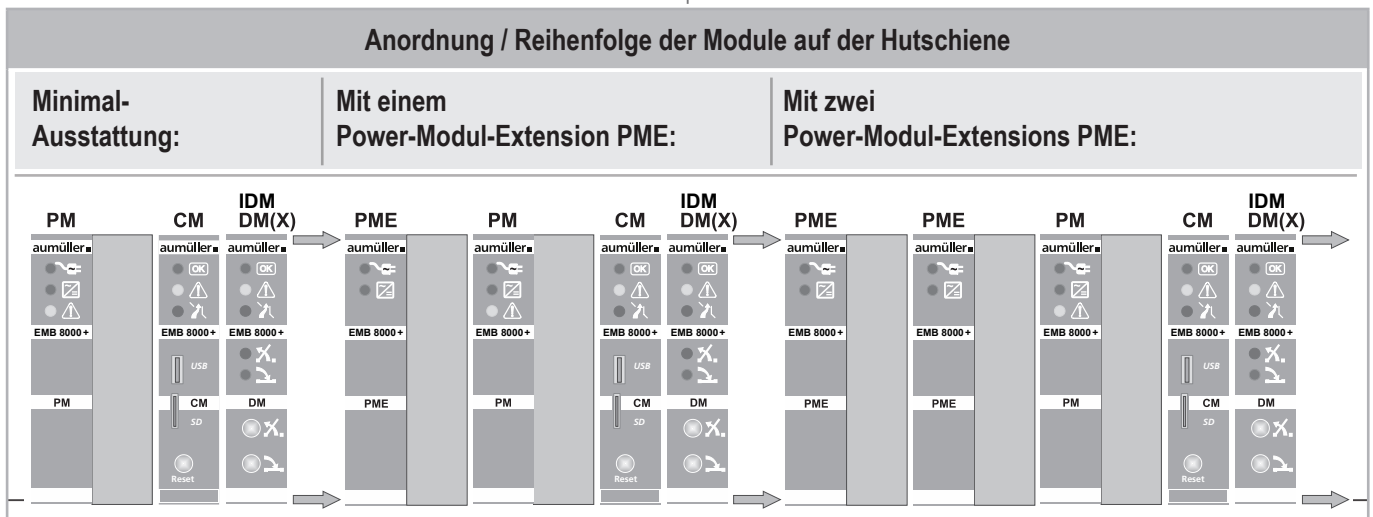 Anordnung / Reihenfolge der Module auf der Hutschiene
Minimal-
Ausstattung:
Mit einem
Power-Modul-Extension PME:
Mit zwei
Power-Modul-Extensions PME:
PM CM IDM DM(X) PME PM CM IDM DM(X) PME PME PM CM IDM DM(X)
aumüller aumüller aumüller aumüller aumüller aumüller aumüller aumüller aumüller aumüller aumüller aumüller
OK OK OK OK OK OK
EMB 8000+ EMB 8000+ EMB 8000+ EMB 8000+ EMB 8000+ EMB 8000+ EMB 8000+ EMB 8000+ EMB 8000+ EMB 8000+ EMB 8000+ EMB 8000+
USB USB USB
PM CM DM PME PM CM DM PME PME PM CM DM
SD SD SD
Reset Reset Reset